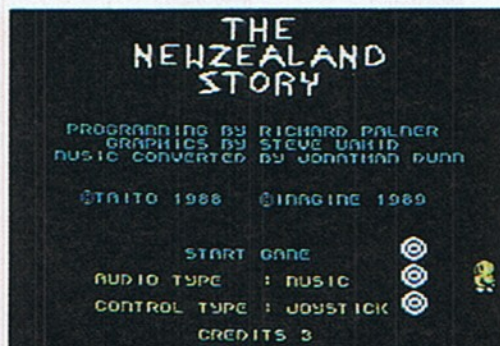 THE
NEWZEALAND
STORY
PROGRAMMING BY RICHARD PALMER
GRAPHICS BY STEVE WAHID
MUSIC CONVERTED BY JONATHAN DUNN
©TAITO 1988 ©IMAGINE 1989
START GAME
AUDIO TYPE : MUSIC
CONTROL TYPE : JOYSTICK
CREDITS 3